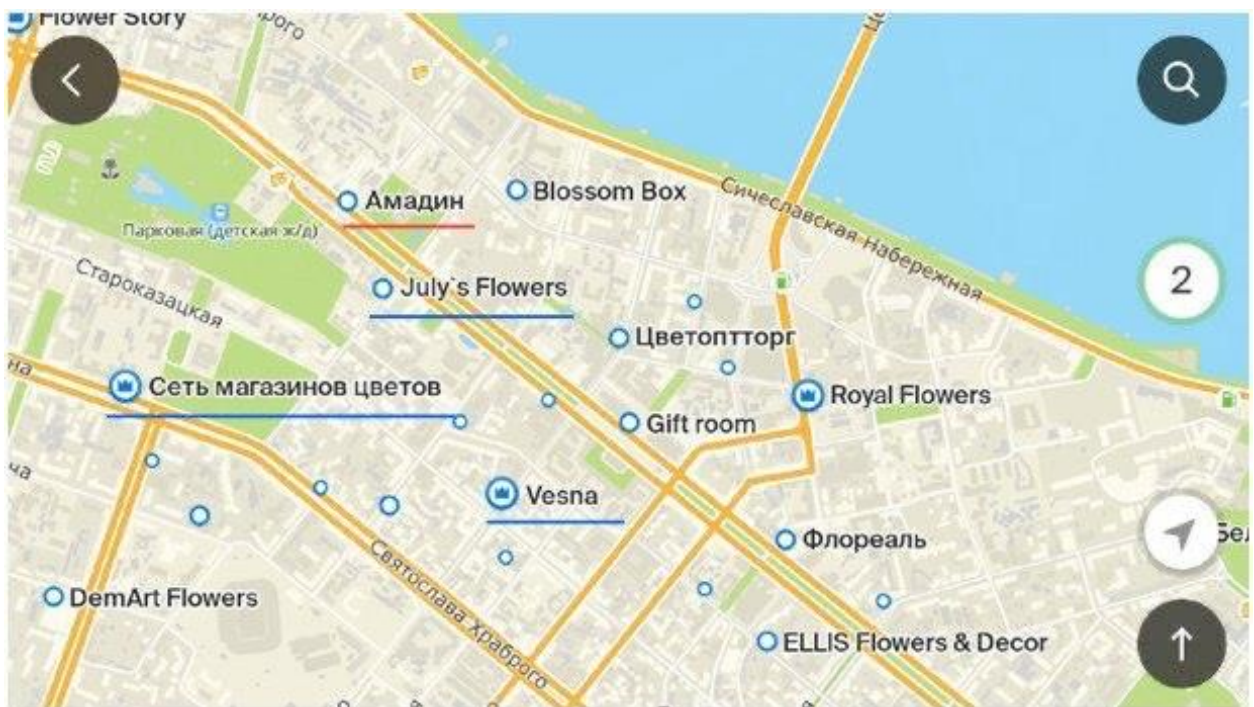 Flower Story
Амадин
Blossom Box
Сичеславская Набережная
Парковая (детская ж/д)
Староказацкая
July`s Flowers
2
Цветоптторг
Сеть магазинов цветов
Royal Flowers
Gift room
Vesna
Флореаль
Святослава Храброго
DemArt Flowers
ELLIS Flowers & Decor